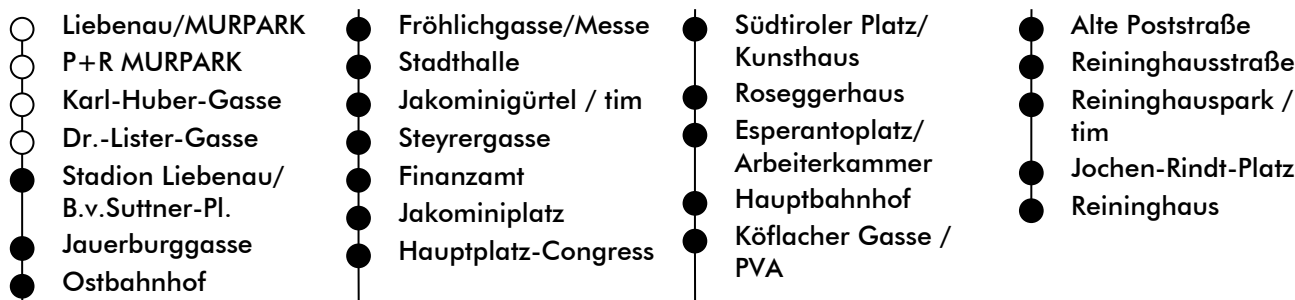 Liebenau/MURPARK
P+R MURPARK
Karl-Huber-Gasse
Dr.-Lister-Gasse
Stadion Liebenau/
B.v.Suttner-Pl.
Jauerburggasse
Ostbahnhof
Fröhlichgasse/Messe
Stadthalle
Jakominigürtel / tim
Steyrergasse
Finanzamt
Jakominiplatz
Hauptplatz-Congress
Südtiroler Platz/
Kunsthaus
Roseggerhaus
Esperantoplatz/
Arbeiterkammer
Hauptbahnhof
Köflacher Gasse /
PVA
Alte Poststraße
Reininghausstraße
Reininghauspark /
tim
Jochen-Rindt-Platz
Reininghaus